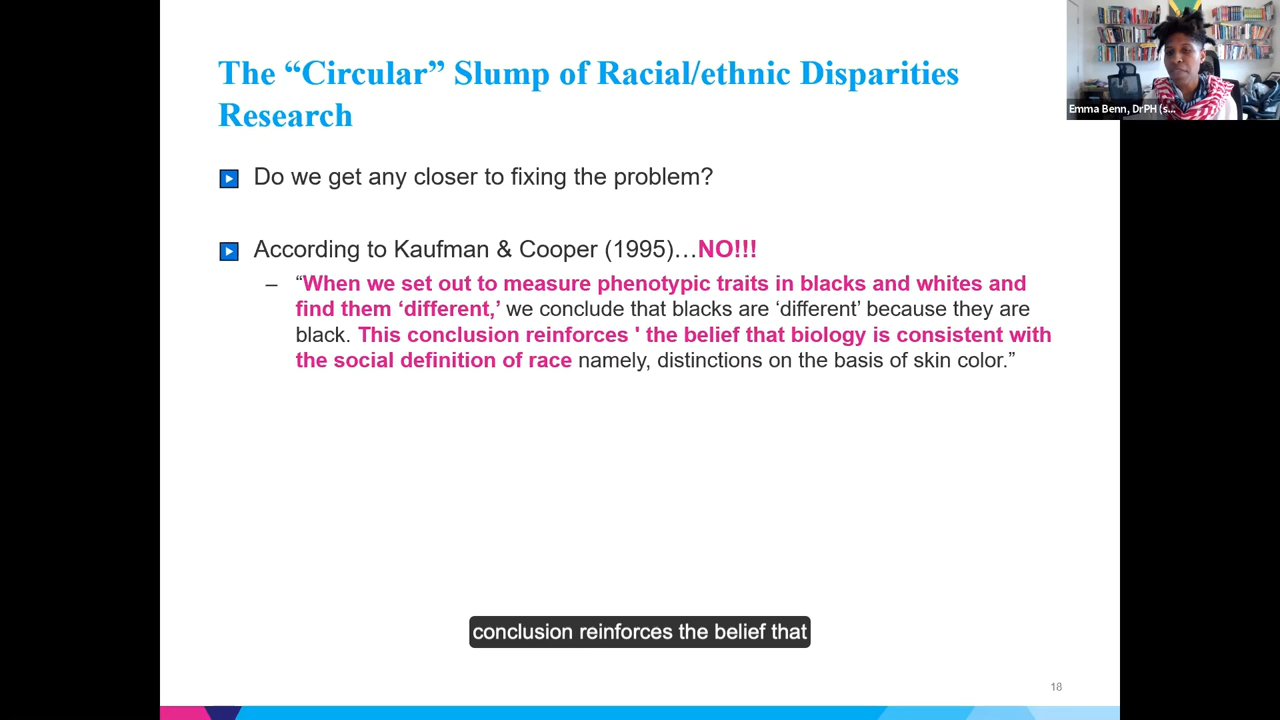 The “Circular” Slump of Racial/ethnic Disparities
Research
Do we get any closer to fixing the problem?
According to Kaufman & Cooper (1995)…NO!!!
– “When we set out to measure phenotypic traits in blacks and whites and
find them ‘different,’ we conclude that blacks are ‘different’ because they are
black. This conclusion reinforces ' the belief that biology is consistent with
the social definition of race namely, distinctions on the basis of skin color.”
Emma Benn, DrPH (s...
conclusion reinforces the belief that
18